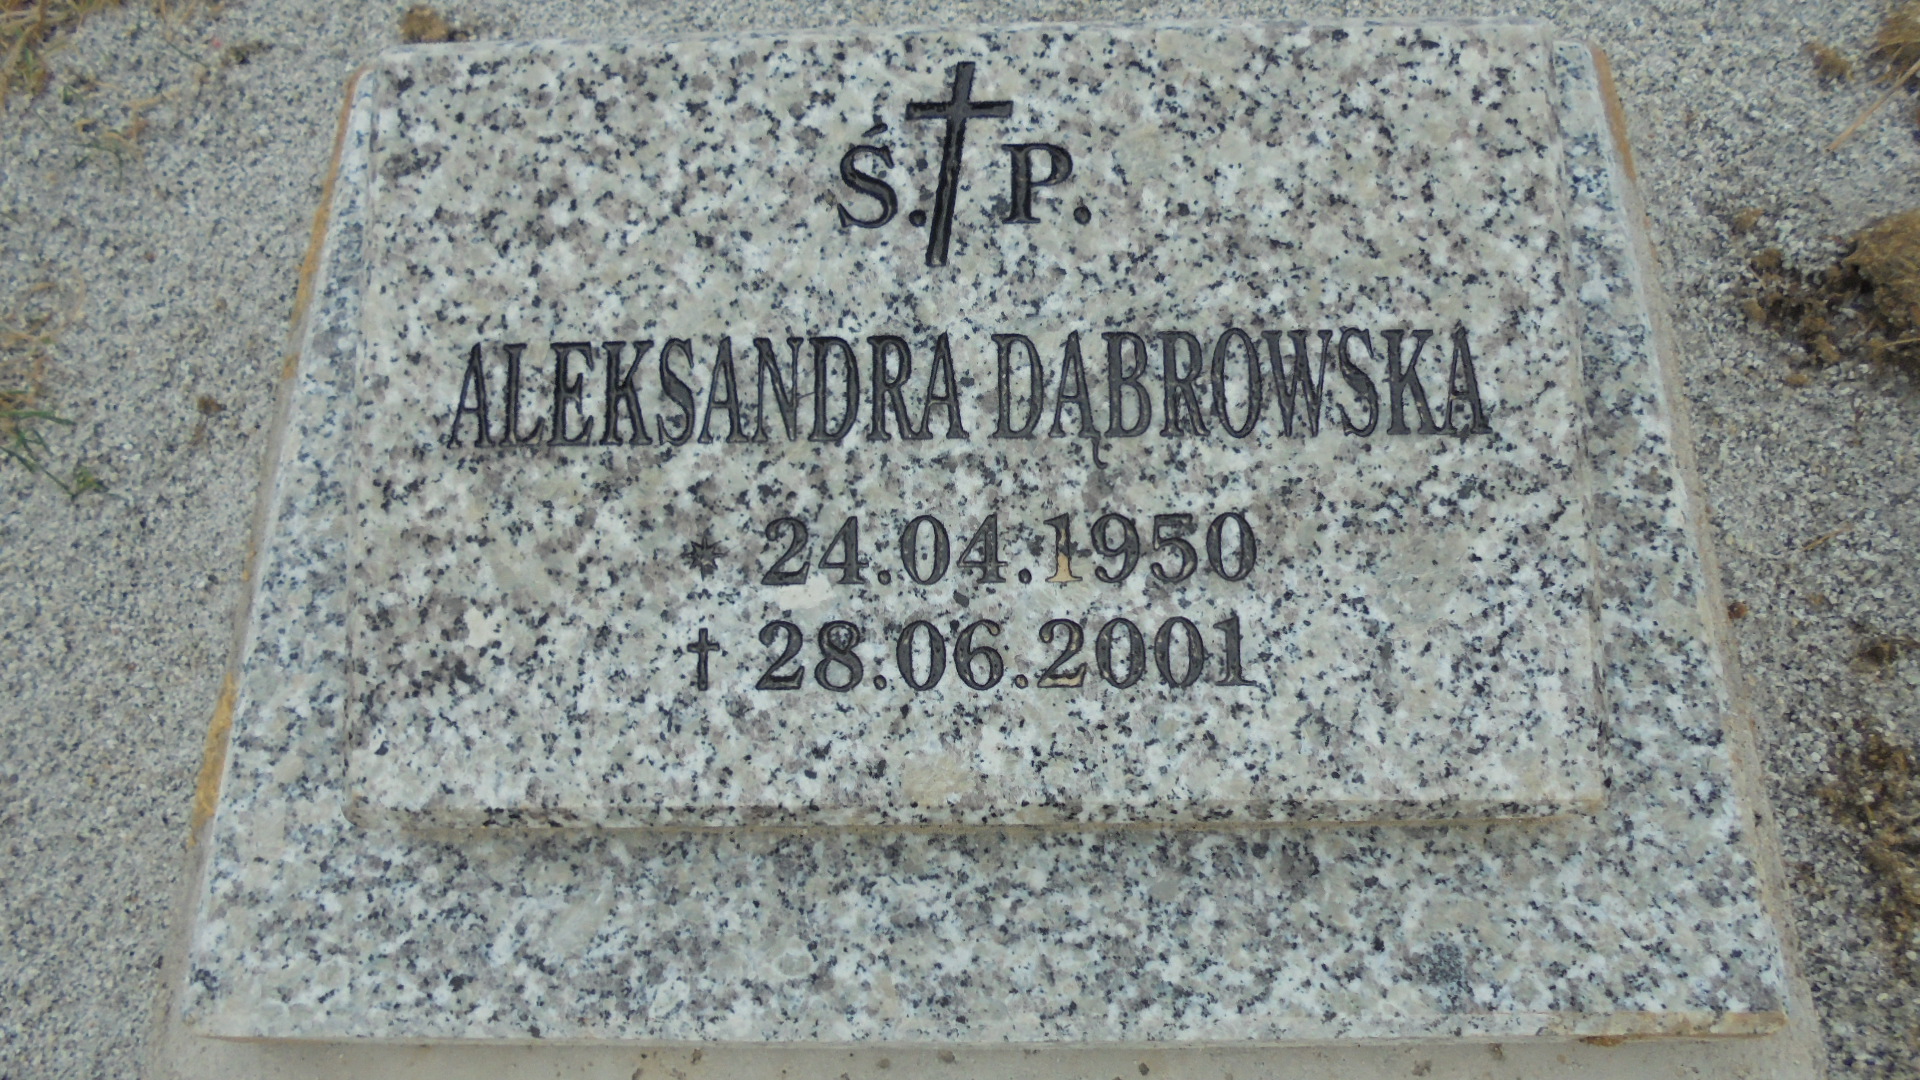 Ś. P.
ALEKSANDRA DĄBROWSKA
* 24.04.1950
† 28.06.2001